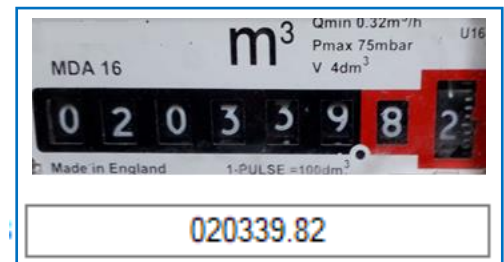 m³
Qmin 0.32m³/h
U16
Pmax 75mbar
MDA 16
V 4dm³
0 2 0 3 3 9 8 2
Made in England
1-PULSE =100dm³
020339.82